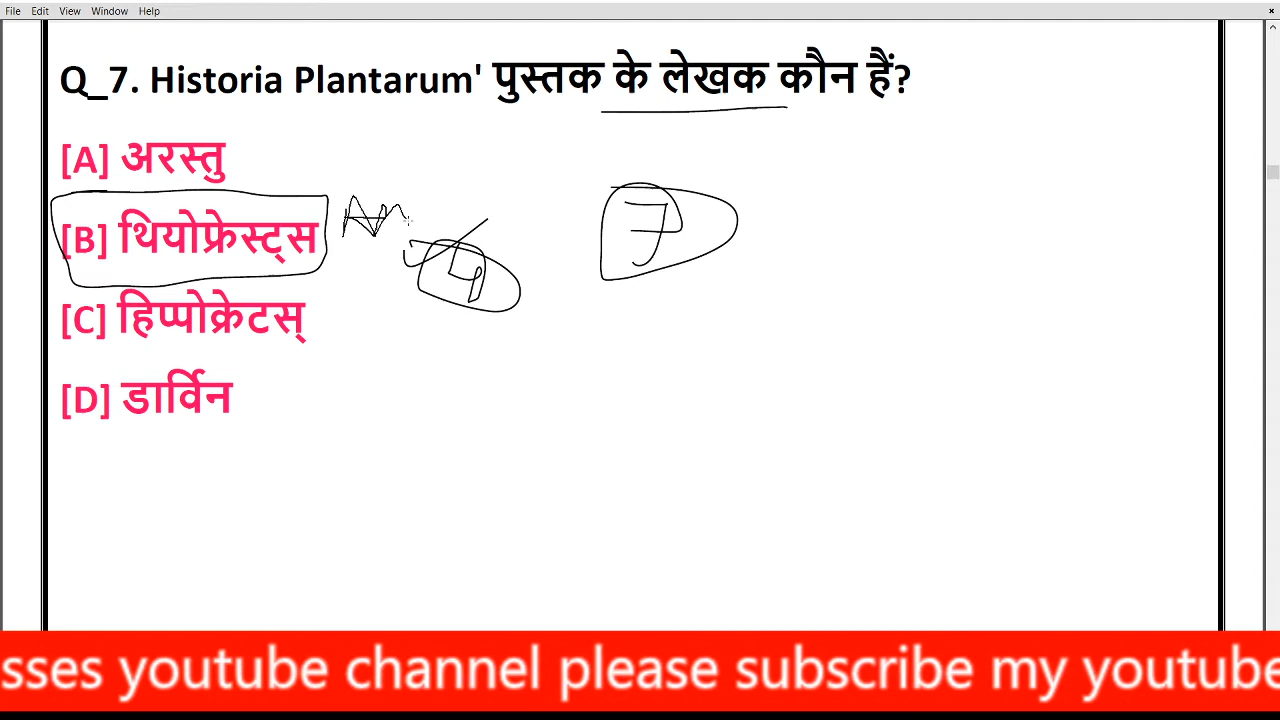 File Edit View Window Help
Q_7. Historia Plantarum' पुस्तक के लेखक कौन हैं?
[A] अरस्तु
[B] थियोफ्रेस्ट्स
[C] हिप्पोक्रेटस्
[D] डार्विन
7
sses youtube channel please subscribe my youtube